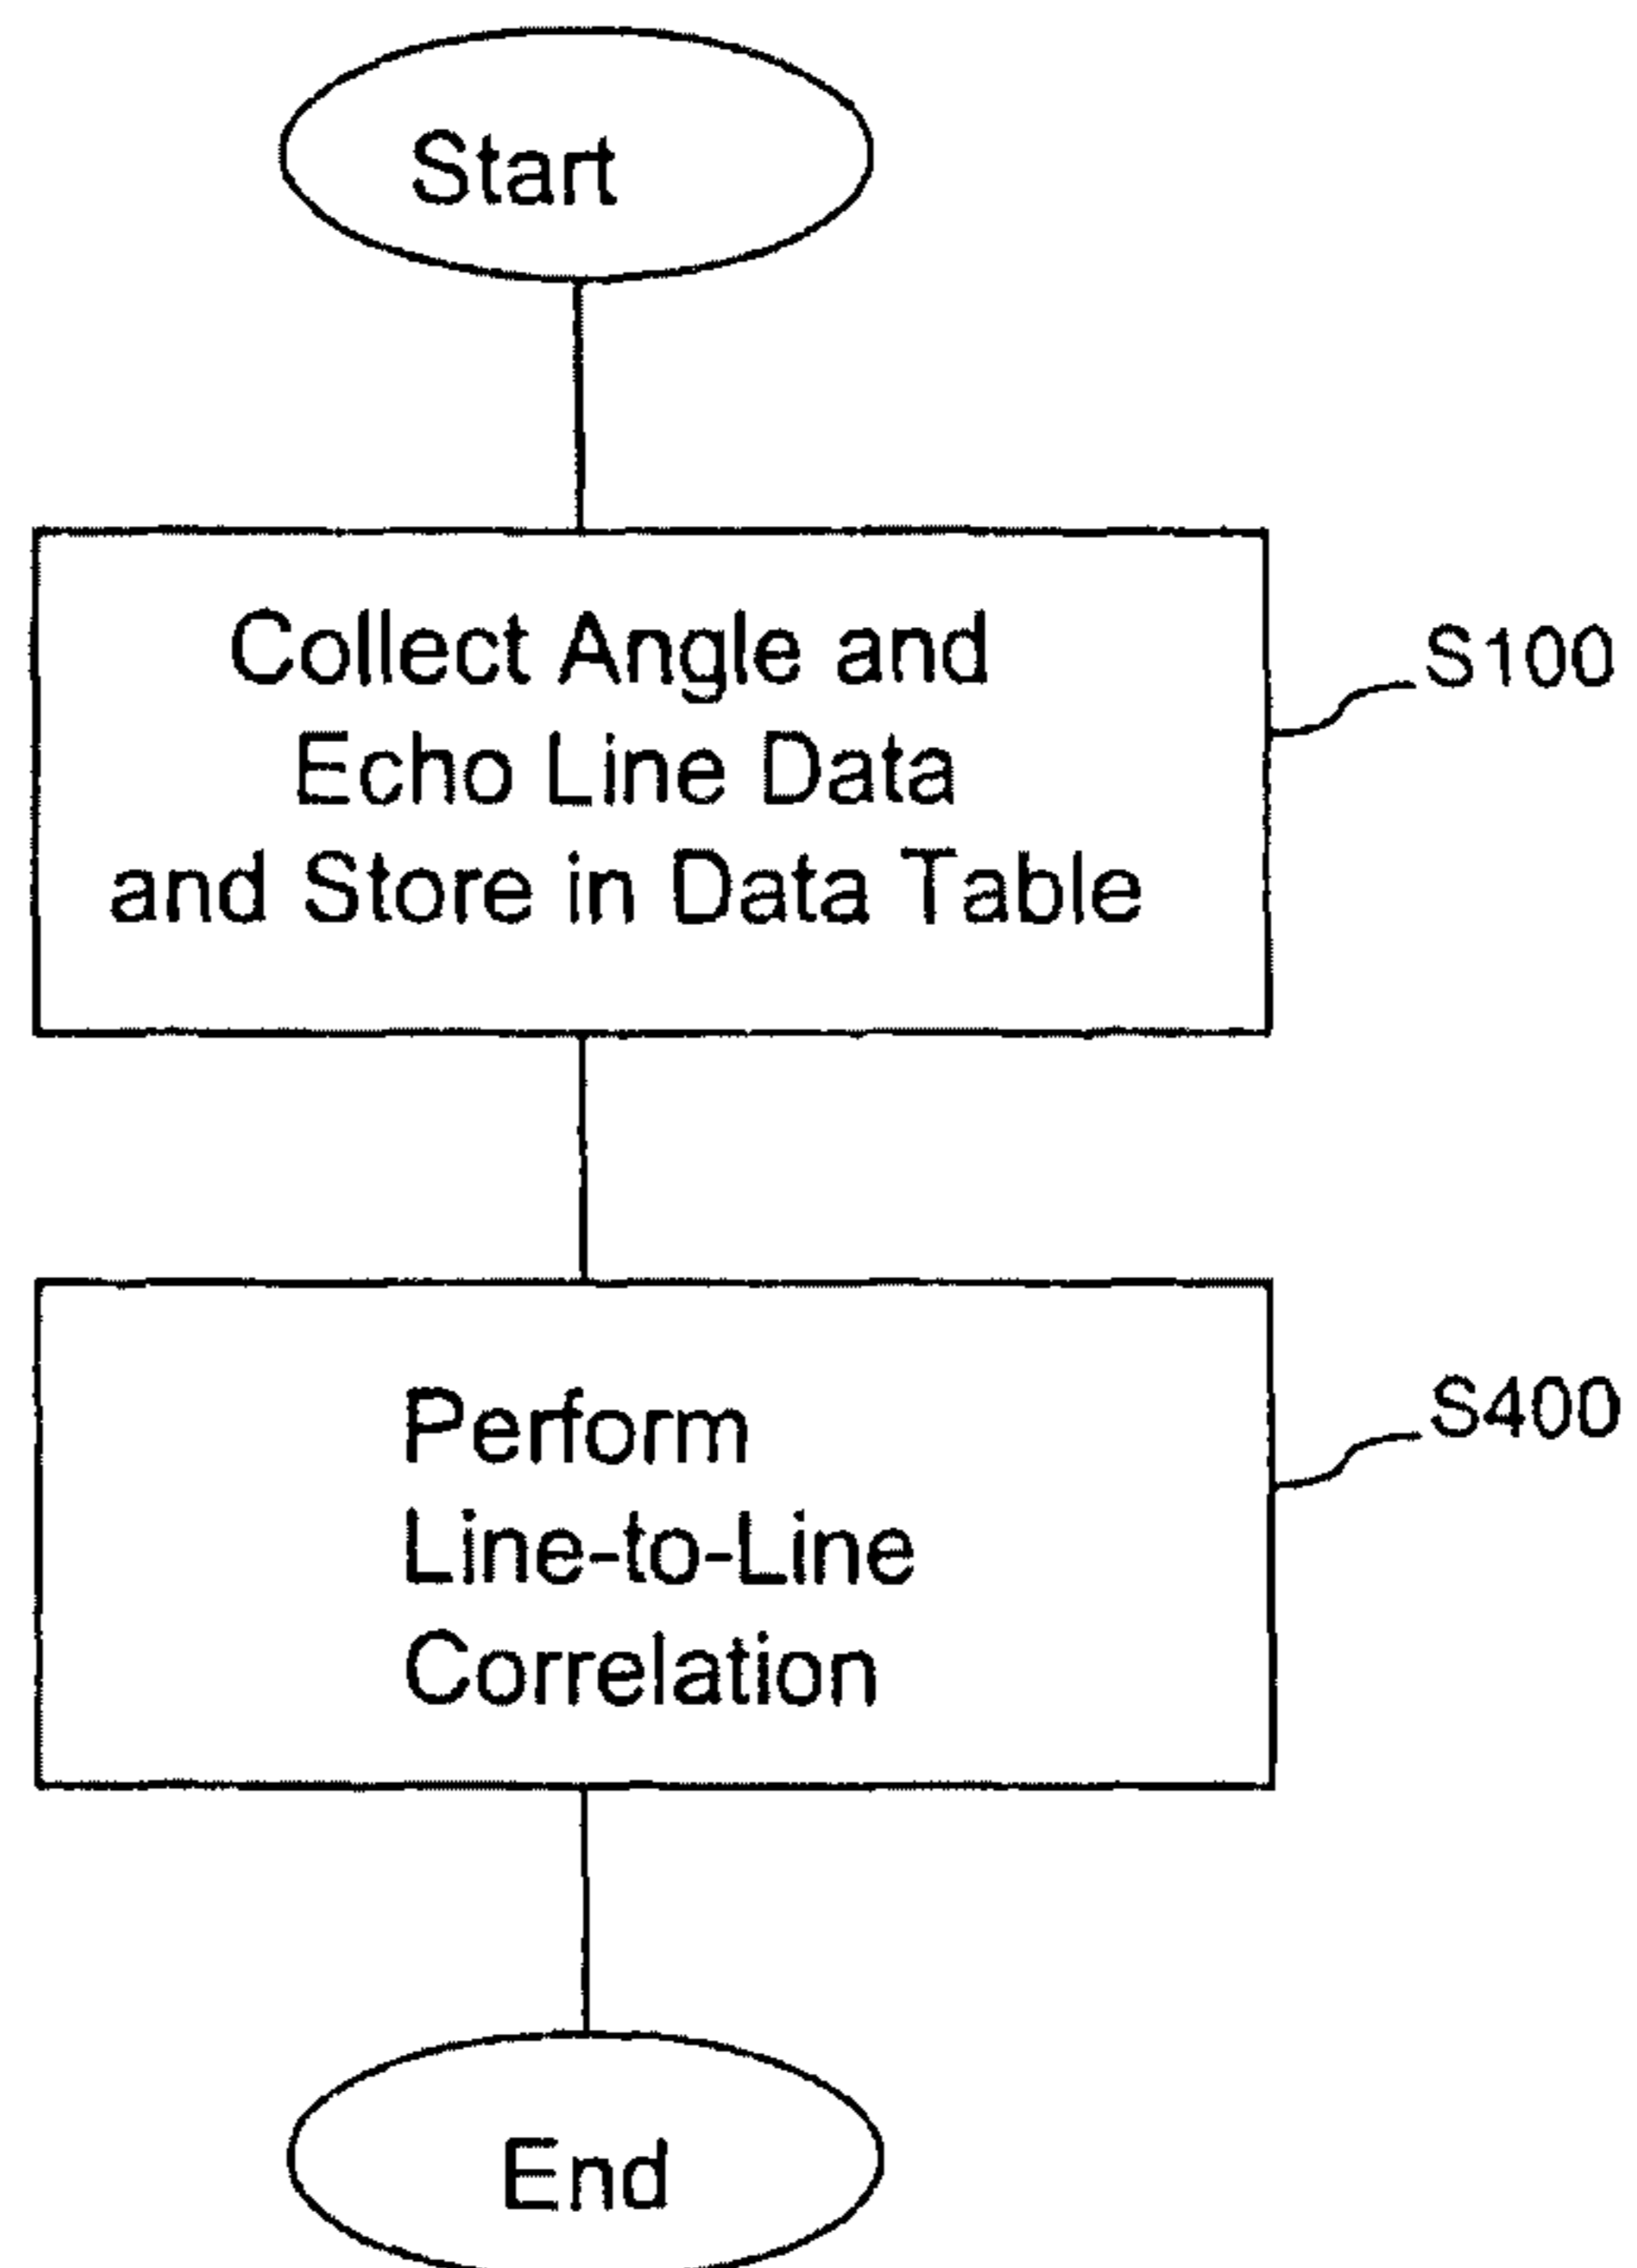 Start
Collect Angle and
Echo Line Data
and Store in Data Table
S100
Perform
Line-to-Line
Correlation
S400
End